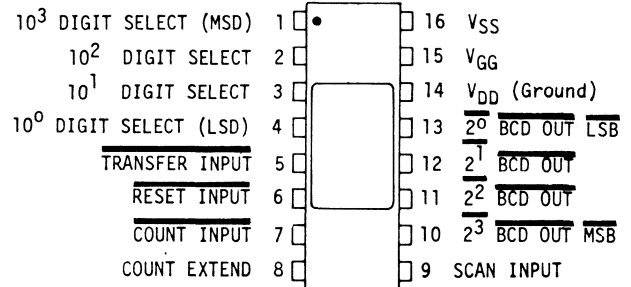 10³ DIGIT SELECT (MSD) 1 16 VSS
10² DIGIT SELECT 2 15 VGG
10¹ DIGIT SELECT 3 14 VDD (Ground)
10⁰ DIGIT SELECT (LSD) 4 13 2⁰ BCD OUT LSB
TRANSFER INPUT 5 12 2¹ BCD OUT
RESET INPUT 6 11 2² BCD OUT
COUNT INPUT 7 10 2³ BCD OUT MSB
COUNT EXTEND 8 9 SCAN INPUT